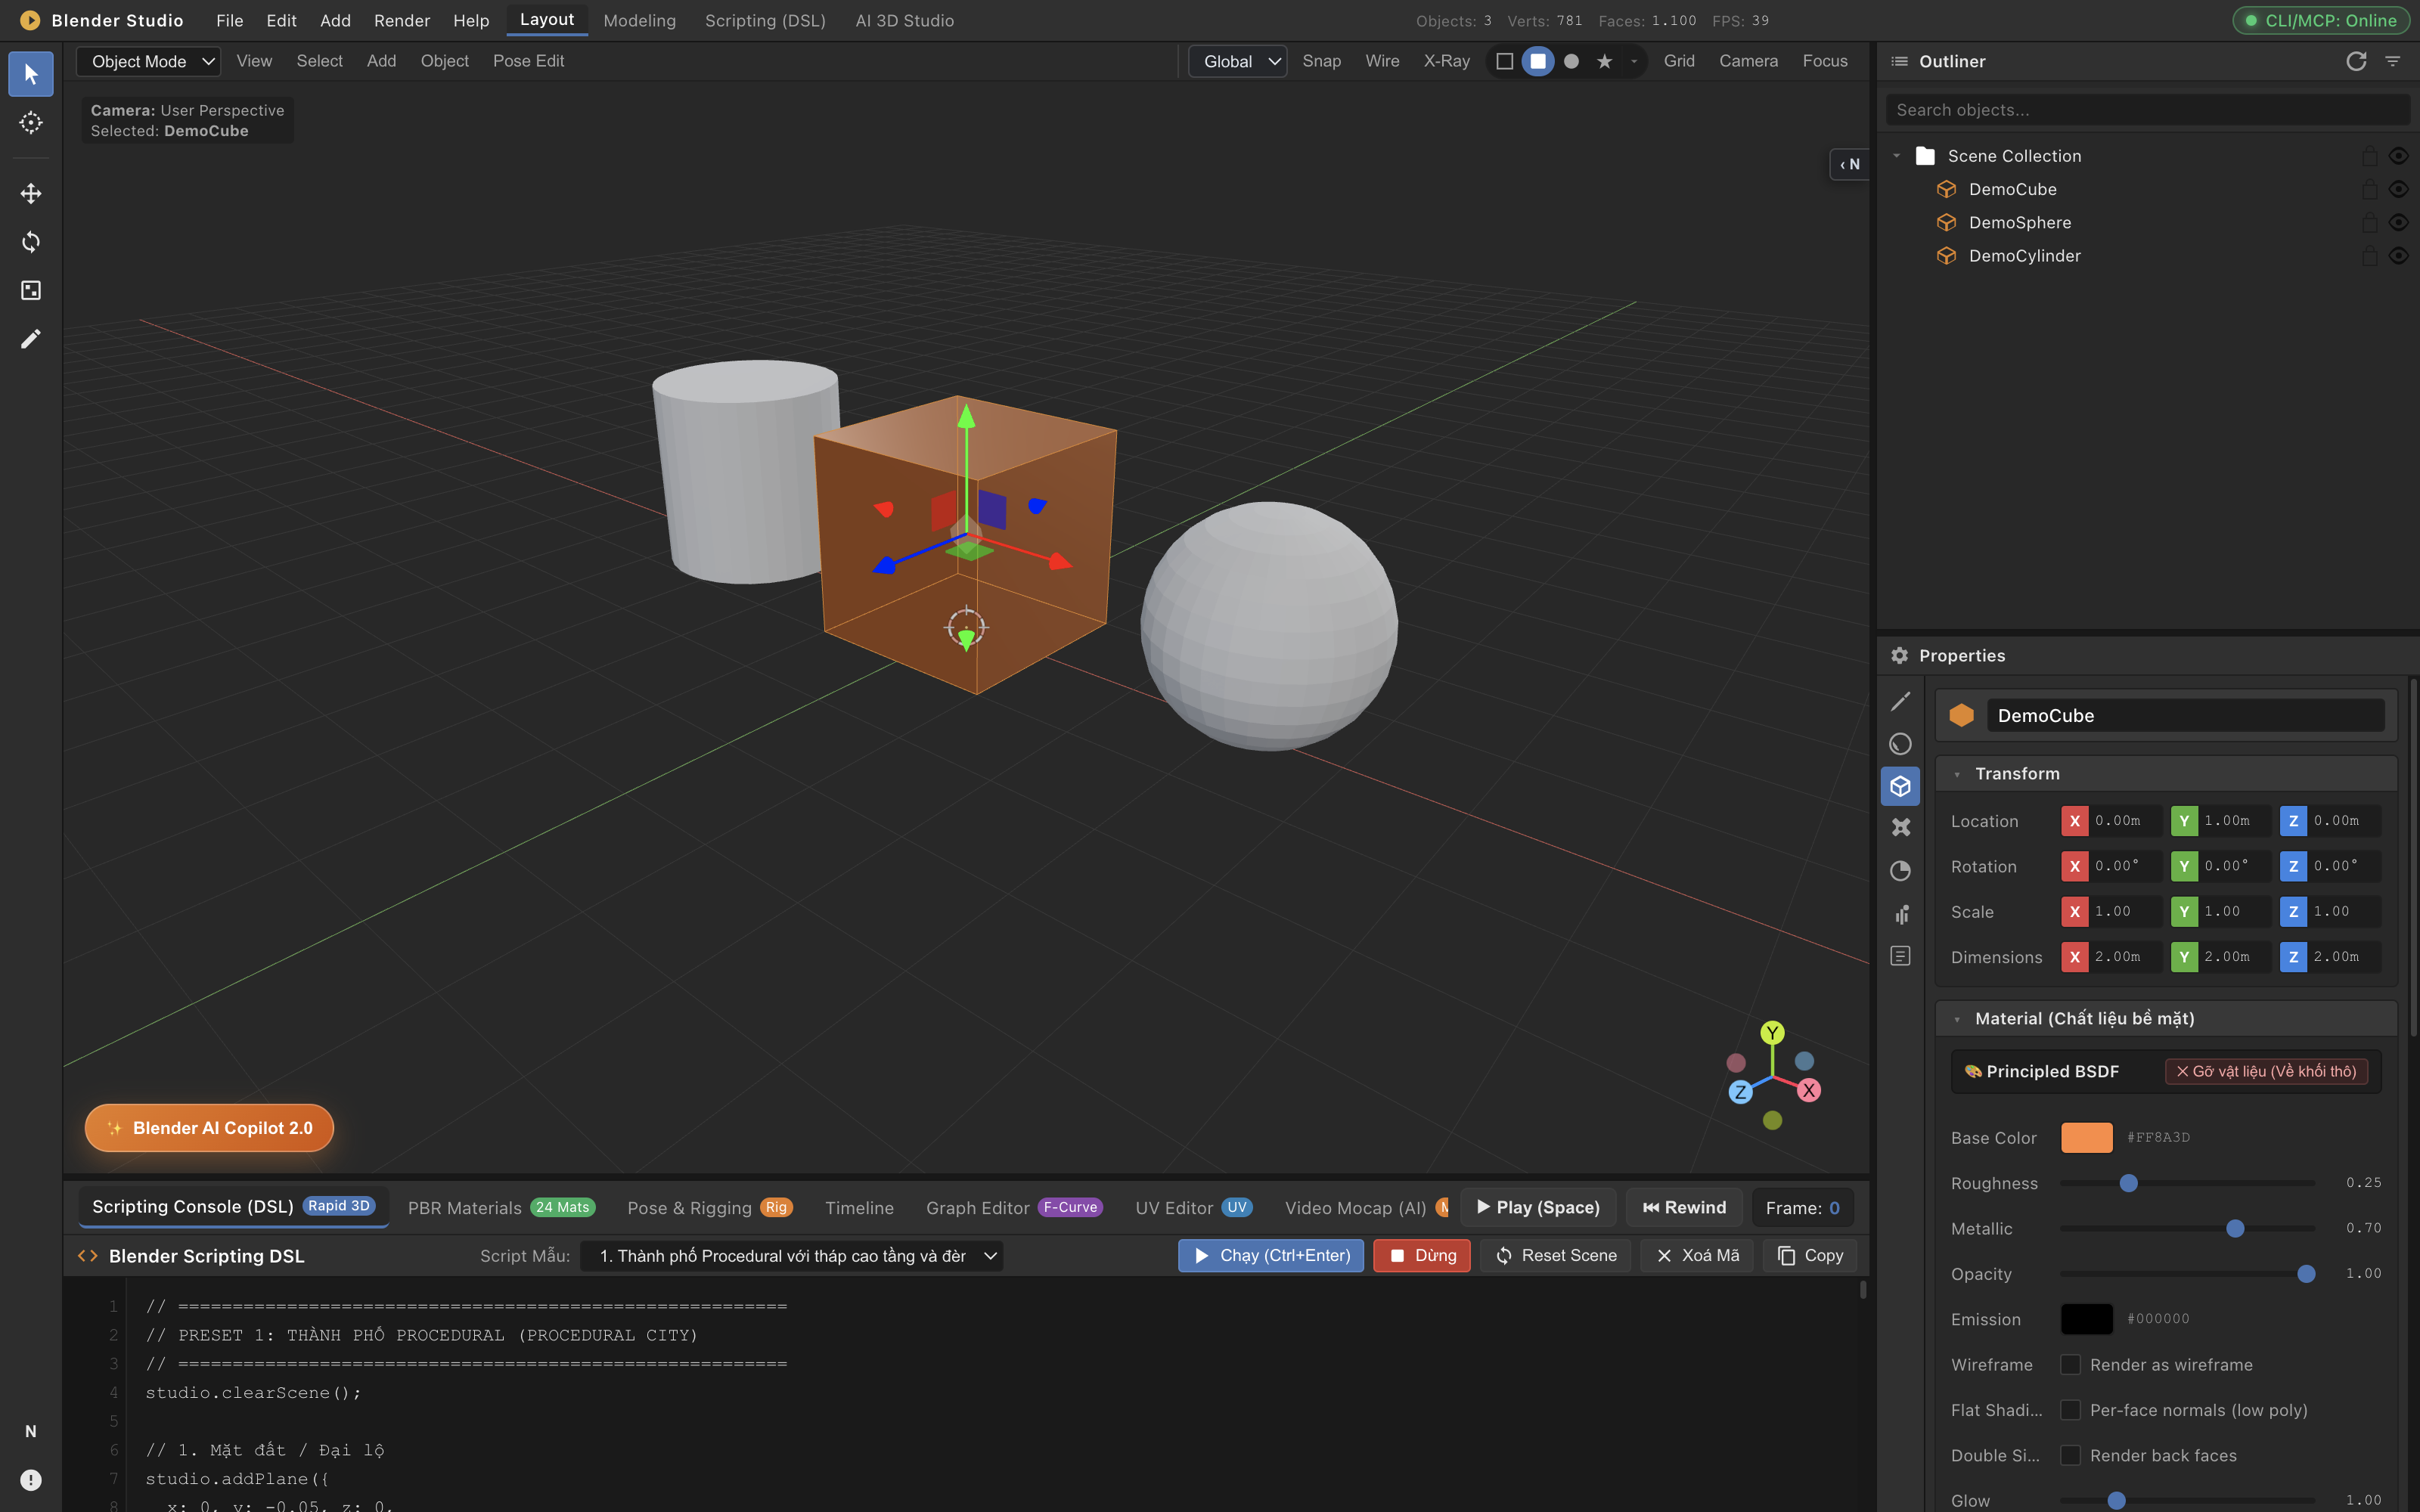 Blender Studio File Edit Add Render Help Layout Modeling Scripting (DSL) AI 3D Studio Objects: 3 Verts: 781 Faces: 1.100 FPS: 39 CLI/MCP: Online
Object Mode View Select Add Object Pose Edit Global Snap Wire X-Ray Grid Camera Focus
Camera: User Perspective
Selected: DemoCube
‹ N
Outliner
Search objects...
Scene Collection
DemoCube
DemoSphere
DemoCylinder
Y
Z X
Blender AI Copilot 2.0
Properties
DemoCube
Transform
Location X 0.00m Y 1.00m Z 0.00m
Rotation X 0.00° Y 0.00° Z 0.00°
Scale X 1.00 Y 1.00 Z 1.00
Dimensions X 2.00m Y 2.00m Z 2.00m
Material (Chất liệu bề mặt)
Principled BSDF Gỡ vật liệu (Về khối thô)
Base Color #FF8A3D
Roughness 0.25
Metallic 0.70
Opacity 1.00
Emission #000000
Wireframe Render as wireframe
Flat Shadi... Per-face normals (low poly)
Double Si... Render back faces
Glow 1.00
Scripting Console (DSL) Rapid 3D PBR Materials 24 Mats Pose & Rigging Rig Timeline Graph Editor F-Curve UV Editor UV Video Mocap (AI) Play (Space) Rewind Frame: 0
Blender Scripting DSL Script Mẫu: 1. Thành phố Procedural với tháp cao tầng và đèn Chạy (Ctrl+Enter) Dừng Reset Scene Xoá Mã Copy
1 // ========================================================
2 // PRESET 1: THÀNH PHỐ PROCEDURAL (PROCEDURAL CITY)
3 // ========================================================
4 studio.clearScene();
5
6 // 1. Mặt đất / Đại lộ
7 studio.addPlane({
8 x: 0, y: -0.05, z: 0,
N